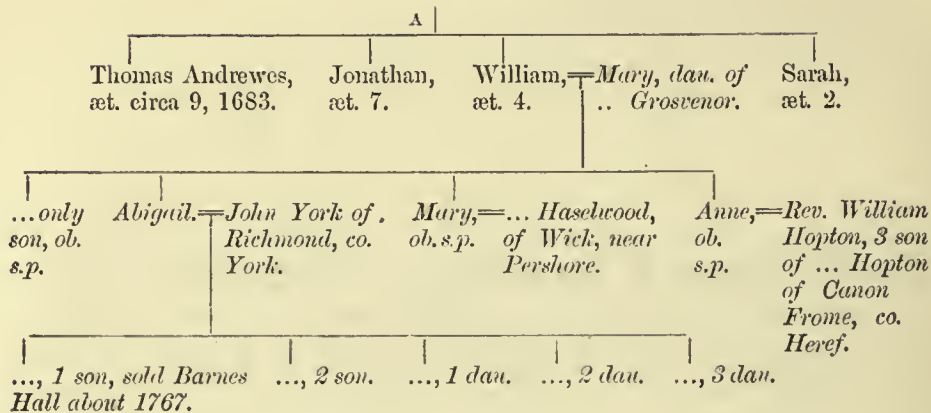 A
Thomas Andrewes,
æt. circa 9, 1683.
Jonathan,
æt. 7.
William,
æt. 4.
Mary, dau. of
.. Grosvenor.
Sarah,
æt. 2.
...only
son, ob.
s.p.
Abigail.
John York of
Richmond, co.
York.
Mary,
ob. s.p.
... Haselwood,
of Wick, near
Pershore.
Anne,
ob.
s.p.
Rev. William
Hopton, 3 son
of ... Hopton
of Canon
Frome, co.
Heref.
..., 1 son, sold Barnes
Hall about 1767.
..., 2 son.
..., 1 dau.
..., 2 dau.
..., 3 dau.